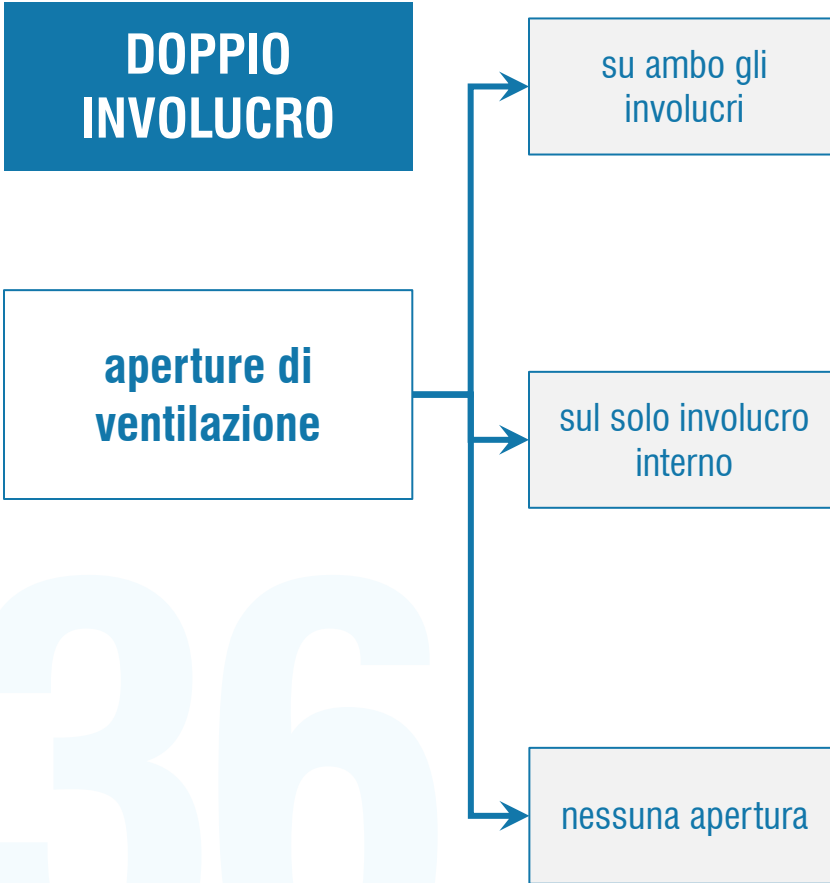 DOPPIO
INVOLUCRO
su ambo gli
involucri
aperture di
ventilazione
sul solo involucro
interno
nessuna apertura
36